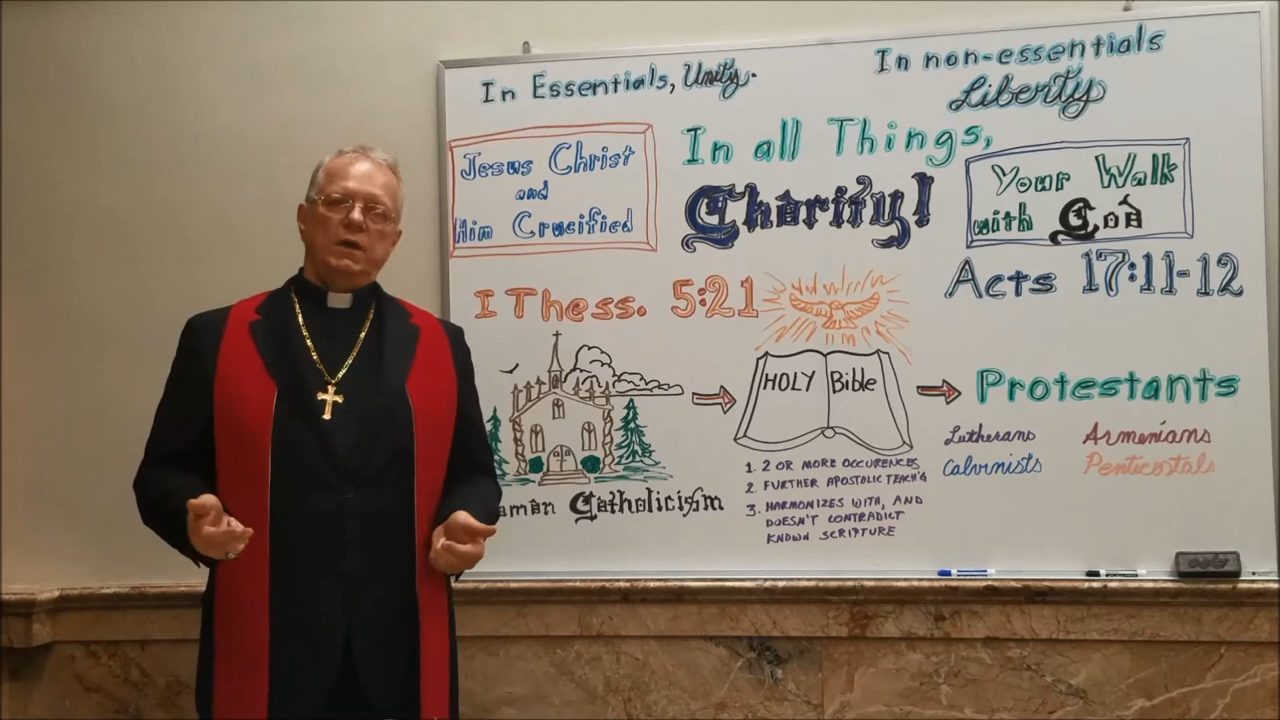 In Essentials, Unity.
In non-essentials
Liberty
In all Things,
Charity!
Jesus Christ
and
Him Crucified
Your Walk
with God
Acts 17:11-12
I Thess. 5:21
HOLY Bible
Protestants
Lutherans
Armenians
Calvinists
Penticostals
1. 2 OR MORE OCCURENCES
2. FURTHER APOSTOLIC TEACH'G
3. HARMONIZES WITH, AND
DOESN'T CONTRADICT
KNOWN SCRIPTURE
oman Catholicism